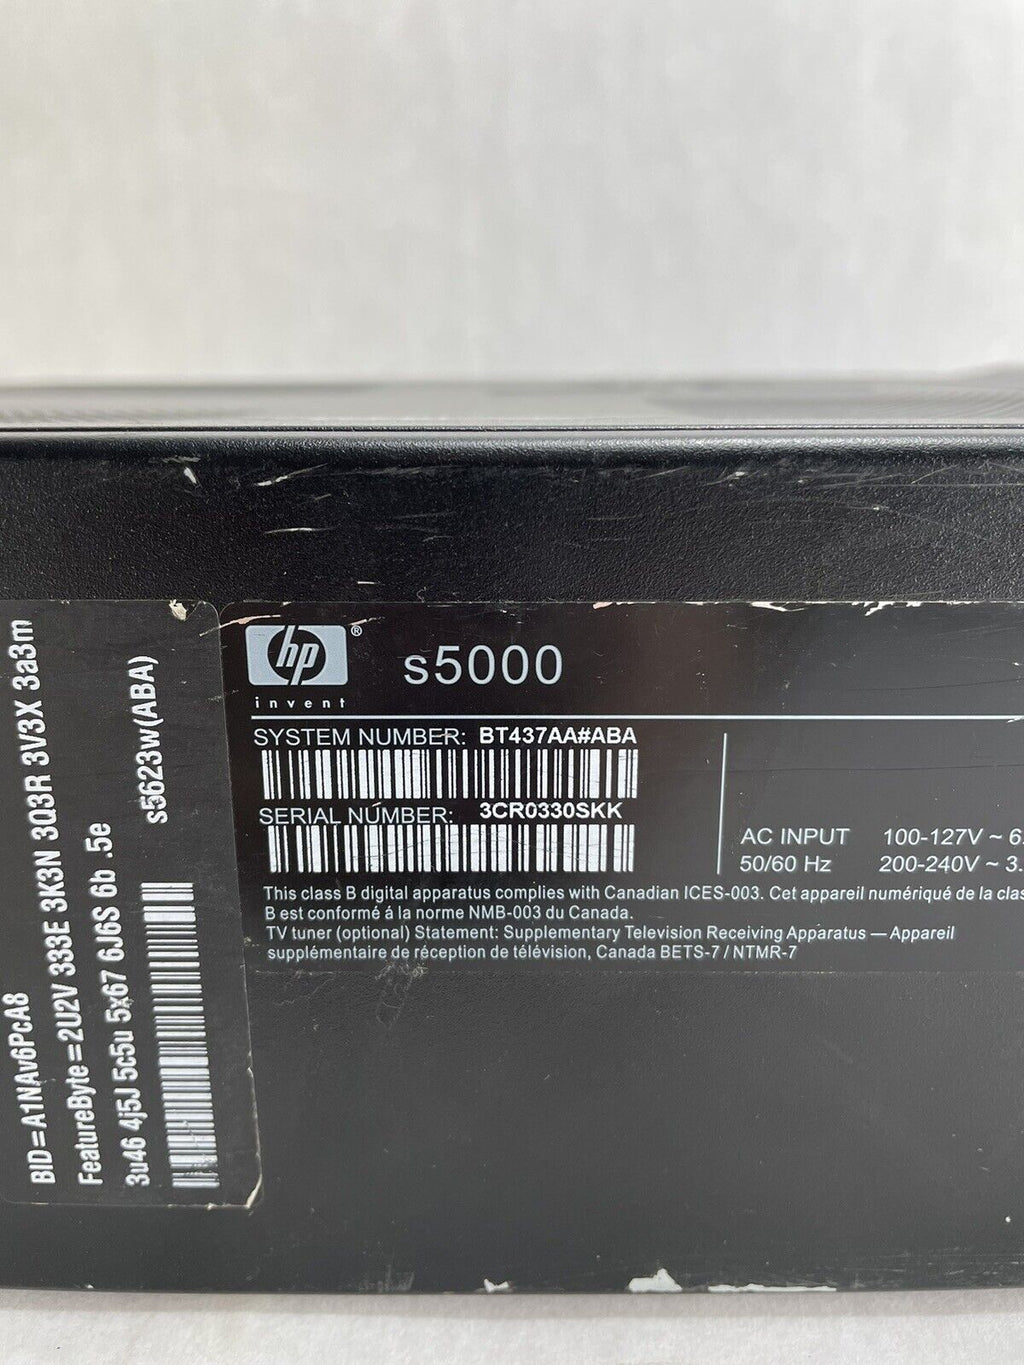 BID=A1NAv6PcA8
FeatureByte=2U2V 333E 3K3N 3Q3R 3V3X 3a3m
3u46 4j5J 5c5u 5x67 6J6S 6b .5e
s5623w(ABA)
hp®
invent
s5000
SYSTEM NUMBER: BT437AA#ABA
SERIAL NUMBER: 3CR0330SKK
AC INPUT 100-127V ~ 6.
50/60 Hz 200-240V ~ 3.
This class B digital apparatus complies with Canadian ICES-003. Cet appareil numériqué de la clas
B est conformé á la norme NMB-003 du Canada.
TV tuner (optional) Statement: Supplementary Television Receiving Apparatus — Appareil
supplémentaire de réception de télévision, Canada BETS-7 / NTMR-7